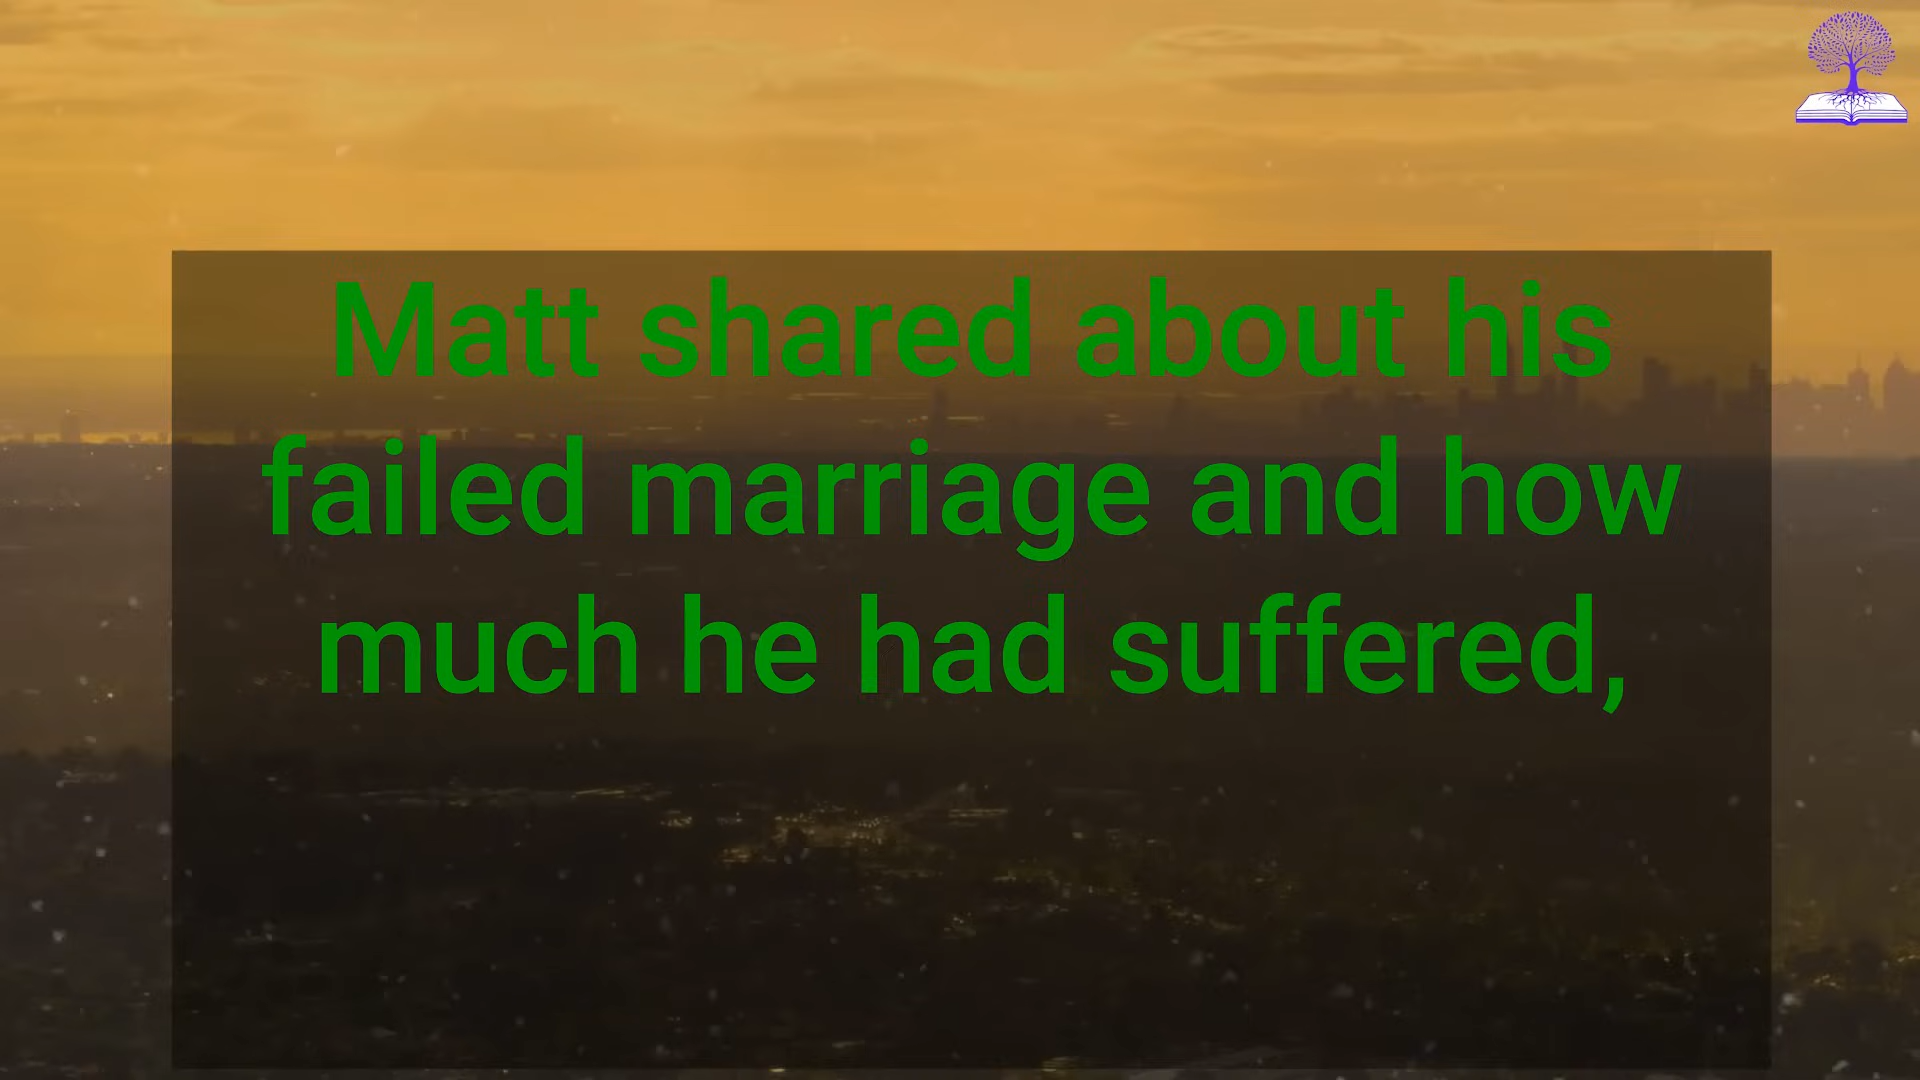 Matt shared about his
failed marriage and how
much he had suffered,